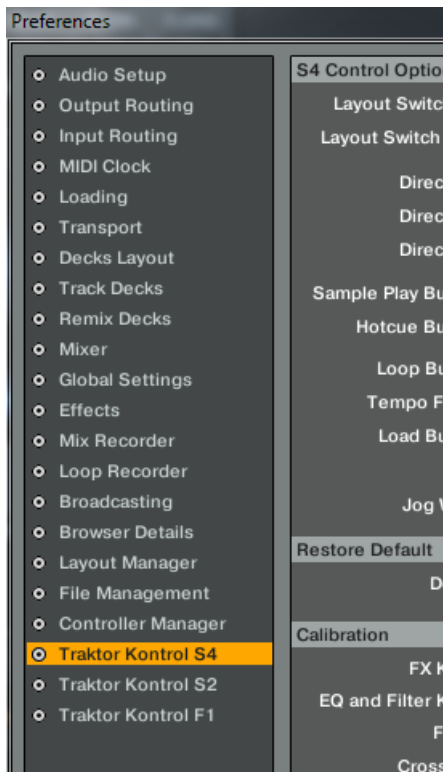 Preferences
Audio Setup
Output Routing
Input Routing
MIDI Clock
Loading
Transport
Decks Layout
Track Decks
Remix Decks
Mixer
Global Settings
Effects
Mix Recorder
Loop Recorder
Broadcasting
Browser Details
Layout Manager
File Management
Controller Manager
Traktor Kontrol S4
Traktor Kontrol S2
Traktor Kontrol F1
S4 Control Optio
Layout Switc
Layout Switch
Direc
Direc
Direc
Sample Play Bu
Hotcue Bu
Loop Bu
Tempo F
Load Bu
Jog W
Restore Default
D
Calibration
FX K
EQ and Filter K
F
Cross